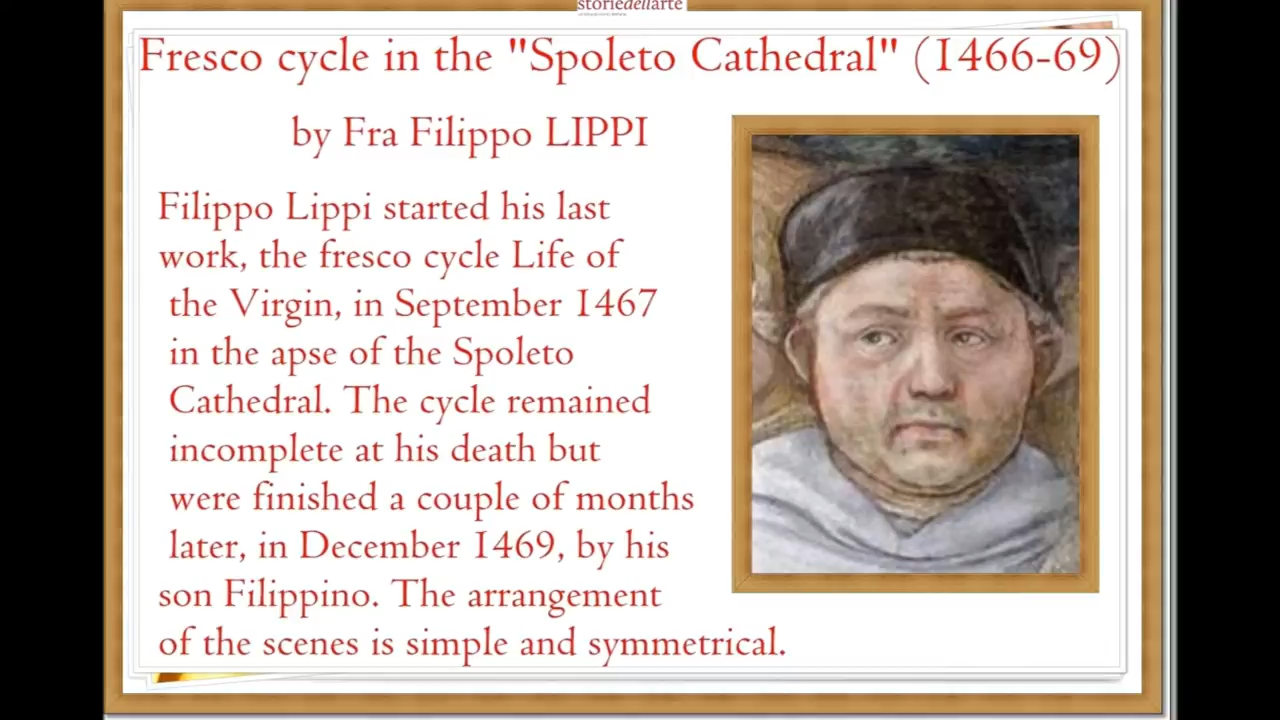 storiedellarte
Fresco cycle in the "Spoleto Cathedral" (1466-69)
by Fra Filippo LIPPI
Filippo Lippi started his last
work, the fresco cycle Life of
the Virgin, in September 1467
in the apse of the Spoleto
Cathedral. The cycle remained
incomplete at his death but
were finished a couple of months
later, in December 1469, by his
son Filippino. The arrangement
of the scenes is simple and symmetrical.